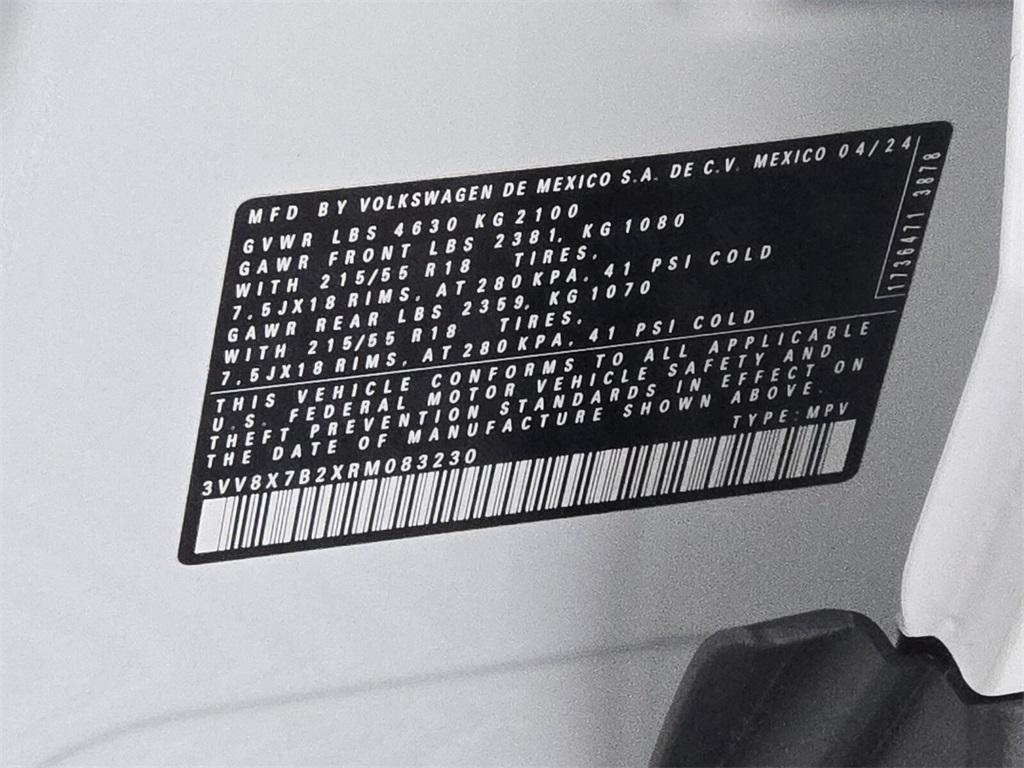 MFD BY VOLKSWAGEN DE MEXICO S.A. DE C.V. MEXICO 04/24
GVWR LBS 4630 KG 2100
GAWR FRONT LBS 2381, KG 1080
WITH 215/55 R18 TIRES,
7,5JX18 RIMS, AT 280 KPA, 41 PSI COLD
GAWR REAR LBS 2359, KG 1070
WITH 215/55 R18 TIRES,
7,5JX18 RIMS, AT 280 KPA, 41 PSI COLD
THIS VEHICLE CONFORMS TO ALL APPLICABLE
U.S. FEDERAL MOTOR VEHICLE SAFETY AND
THEFT PREVENTION STANDARDS IN EFFECT ON
THE DATE OF MANUFACTURE SHOWN ABOVE.
3VV8X7B2XRM083230 TYPE: MPV
1736471 3878